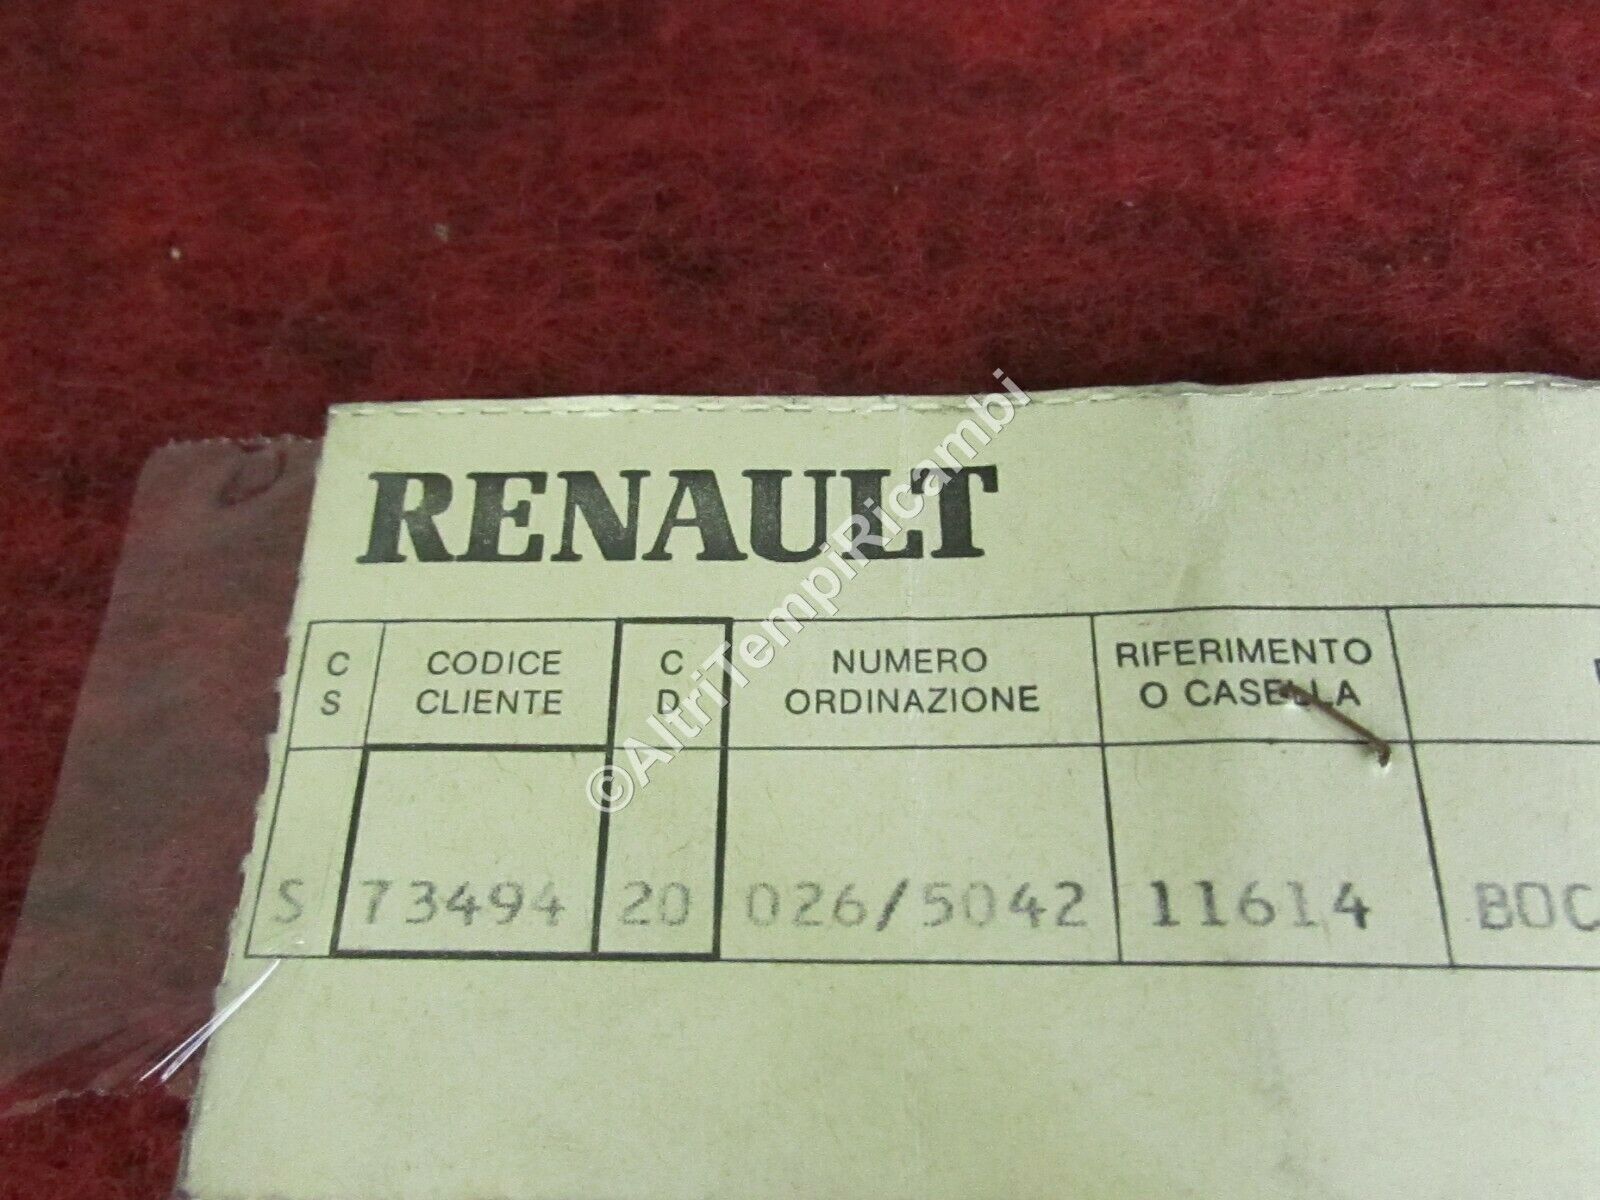 RENAULT
C S CODICE CLIENTE C D NUMERO ORDINAZIONE RIFERIMENTO O CASELLA
S 73494 20 026/5042 11614 BOC
©AltriTempiRicambi